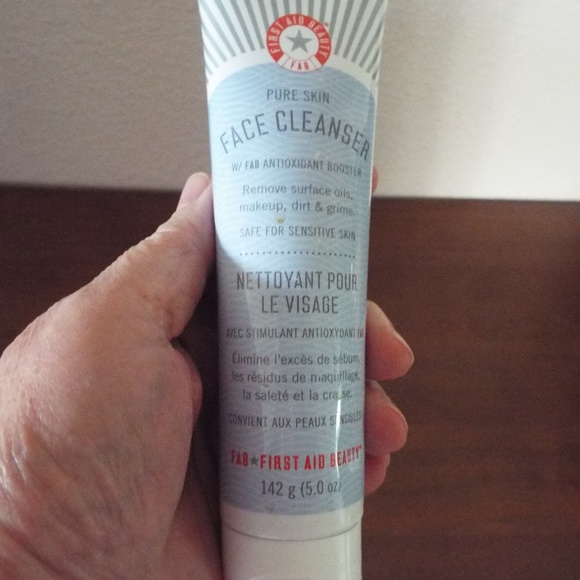 FIRST AID BEAUTY
FAB
PURE SKIN
FACE CLEANSER
W/ FAB ANTIOXIDANT BOOSTER
Remove surface oils,
makeup, dirt & grime.
SAFE FOR SENSITIVE SKIN
NETTOYANT POUR
LE VISAGE
AVEC STIMULANT ANTIOXYDANT FAB
Élimine l'excès de sébum,
les résidus de maquillage,
la saleté et la crasse.
CONVIENT AUX PEAUX SENSIBLES
FAB★FIRST AID BEAUTY
142 g (5.0 oz)